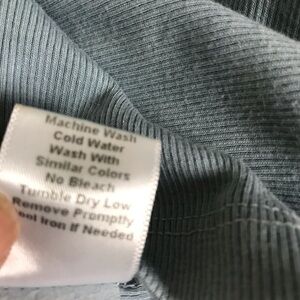 Machine Wash
Cold Water
Wash With
Similar Colors
No Bleach
Tumble Dry Low
Remove Promptly
Iron If Needed